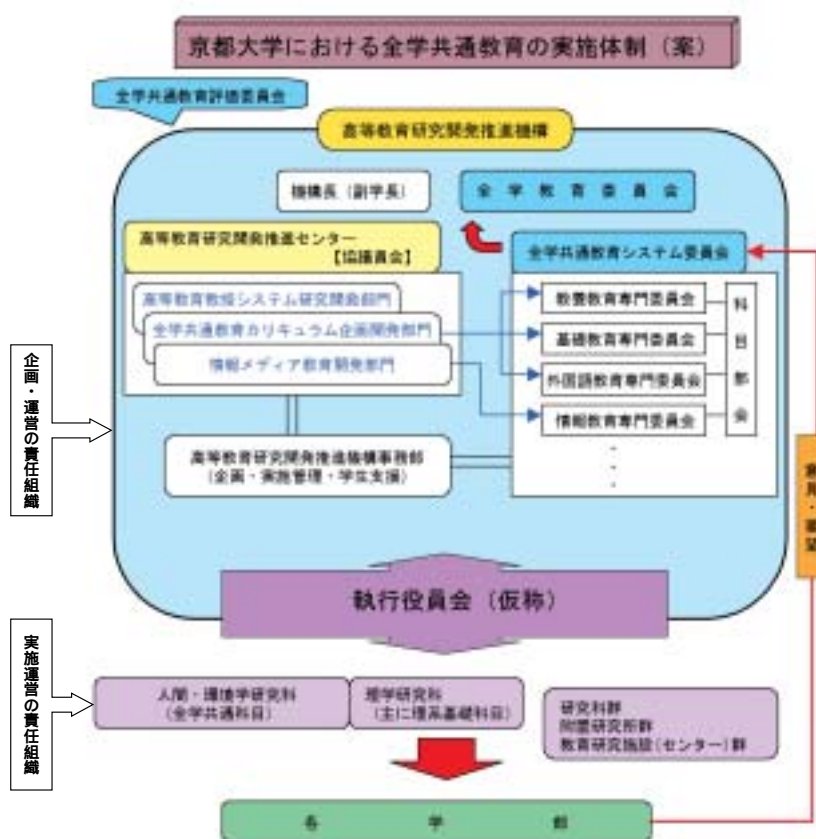 京都大学における全学共通教育の実施体制（案）
全学共通教育評価委員会
高等教育研究開発推進機構
機構長（副学長）
全学教育委員会
高等教育研究開発推進センター
【協議員会】
高等教育教授システム研究開発部門
全学共通教育カリキュラム企画開発部門
情報メディア教育開発部門
全学共通教育システム委員会
教養教育専門委員会
基礎教育専門委員会
外国語教育専門委員会
情報教育専門委員会
科目部会
・
・
・
高等教育研究開発推進機構事務部
（企画・実施管理・学生支援）
企画・運営の責任組織
意見・要望
執行役員会（仮称）
実施運営の責任組織
人間・環境学研究科
（全学共通科目）
理学研究科
（主に理系基礎科目）
研究科群
附置研究所群
教育研究施設（センター）群
各学部